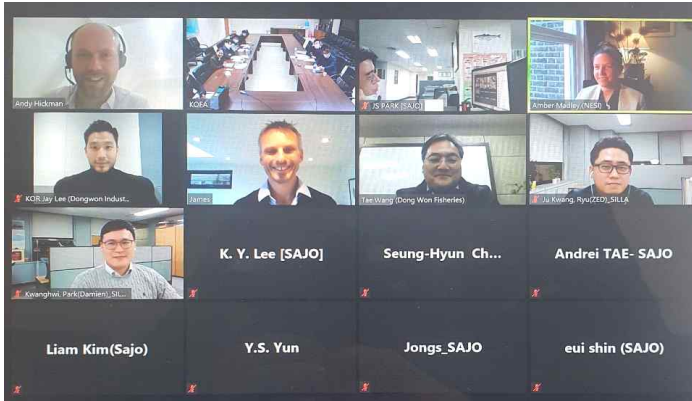 Andy Hickman
KOFA
JS PARK [SAJO]
Amber Madley (NESI)
KOR Jay Lee (Dongwon Indust...
James
Tae Wang (Dong Won Fisheries)
Ju Kwang, Ryu(ZED)_SILLA
Kwanghwi, Park(Damien)_SIL...
K. Y. Lee [SAJO]
Seung-Hyun Ch...
Andrei TAE- SAJO
Liam Kim(Sajo)
Y.S. Yun
Jongs_SAJO
eui shin (SAJO)